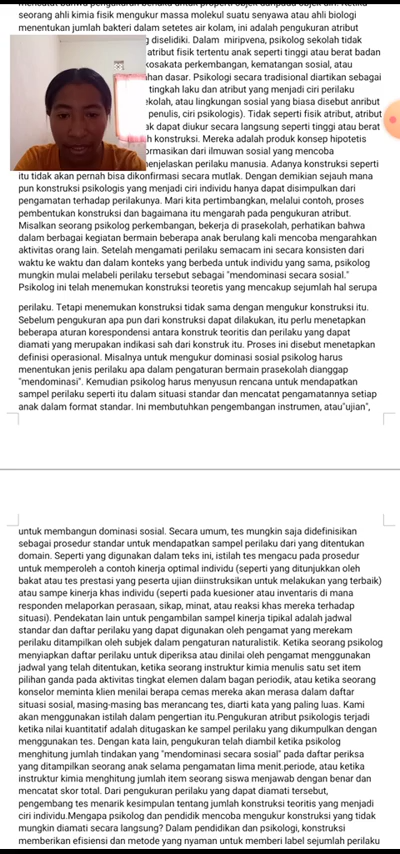 seorang ahli kimia fisik mengukur massa molekul suatu senyawa atau ahli biologi
menentukan jumlah bakteri dalam setetes air kolam, ini adalah pengukuran atribut
g diselidiki. Dalam miripvena, psikolog sekolah tidak
atribut fisik tertentu anak seperti tinggi atau berat badan
kosakata perkembangan, kematangan sosial, atau
han dasar. Psikologi secara tradisional diartikan sebagai
tingkah laku dan atribut yang menjadi ciri perilaku
ekolah, atau lingkungan sosial yang biasa disebut anribut
penulis, ciri psikologis). Tidak seperti fisik atribut, atribut
ak dapat diukur secara langsung seperti tinggi atau berat
h konstruksi. Mereka adalah produk konsep hipotetis
ormasikan dari ilmuwan sosial yang mencoba
enjelaskan perilaku manusia. Adanya konstruksi seperti
itu tidak akan pernah bisa dikonfirmasi secara mutlak. Dengan demikian sejauh mana
pun konstruksi psikologis yang menjadi ciri individu hanya dapat disimpulkan dari
pengamatan terhadap perilakunya. Mari kita pertimbangkan, melalui contoh, proses
pembentukan konstruksi dan bagaimana itu mengarah pada pengukuran atribut.
Misalkan seorang psikolog perkembangan, bekerja di prasekolah, perhatikan bahwa
dalam berbagai kegiatan bermain beberapa anak berulang kali mencoba mengarahkan
aktivitas orang lain. Setelah mengamati perilaku semacam ini secara konsisten dari
waktu ke waktu dan dalam konteks yang berbeda untuk individu yang sama, psikolog
mungkin mulai melabeli perilaku tersebut sebagai "mendominasi secara sosial."
Psikolog ini telah menemukan konstruksi teoretis yang mencakup sejumlah hal serupa
perilaku. Tetapi menemukan konstruksi tidak sama dengan mengukur konstruksi itu.
Sebelum pengukuran apa pun dari konstruksi dapat dilakukan, itu perlu menetapkan
beberapa aturan korespondensi antara konstruk teoritis dan perilaku yang dapat
diamati yang merupakan indikasi sah dari konstruk itu. Proses ini disebut menetapkan
definisi operasional. Misalnya untuk mengukur dominasi sosial psikolog harus
menentukan jenis perilaku apa dalam pengaturan bermain prasekolah dianggap
"mendominasi". Kemudian psikolog harus menyusun rencana untuk mendapatkan
sampel perilaku seperti itu dalam situasi standar dan mencatat pengamatannya setiap
anak dalam format standar. Ini membutuhkan pengembangan instrumen, atau"ujian",
untuk membangun dominasi sosial. Secara umum, tes mungkin saja didefinisikan
sebagai prosedur standar untuk mendapatkan sampel perilaku dari yang ditentukan
domain. Seperti yang digunakan dalam teks ini, istilah tes mengacu pada prosedur
untuk memperoleh a contoh kinerja optimal individu (seperti yang ditunjukkan oleh
bakat atau tes prestasi yang peserta ujian diinstruksikan untuk melakukan yang terbaik)
atau sampe kinerja khas individu (seperti pada kuesioner atau inventaris di mana
responden melaporkan perasaan, sikap, minat, atau reaksi khas mereka terhadap
situasi). Pendekatan lain untuk pengambilan sampel kinerja tipikal adalah jadwal
standar dan daftar perilaku yang dapat digunakan oleh pengamat yang merekam
perilaku ditampilkan oleh subjek dalam pengaturan naturalistik. Ketika seorang psikolog
menyiapkan daftar perilaku untuk diperiksa atau dinilai oleh pengamat menggunakan
jadwal yang telah ditentukan, ketika seorang instruktur kimia menulis satu set item
pilihan ganda pada aktivitas tingkat elemen dalam bagan periodik, atau ketika seorang
konselor meminta klien menilai berapa cemas mereka akan merasa dalam daftar
situasi sosial, masing-masing bas merancang tes, diarti kata yang paling luas. Kami
akan menggunakan istilah dalam pengertian itu.Pengukuran atribut psikologis terjadi
ketika nilai kuantitatif adalah ditugaskan ke sampel perilaku yang dikumpulkan dengan
menggunakan tes. Dengan kata lain, pengukuran telah diambil ketika psikolog
menghitung jumlah tindakan yang "mendominasi secara sosial" pada daftar periksa
yang ditampilkan seorang anak selama pengamatan lima menit.periode, atau ketika
instruktur kimia menghitung jumlah item seorang siswa menjawab dengan benar dan
mencatat skor total. Dari pengukuran perilaku yang dapat diamati tersebut,
pengembang tes menarik kesimpulan tentang jumlah konstruksi teoritis yang menjadi
ciri individu.Mengapa psikolog dan pendidik mencoba mengukur konstruksi yang tidak
mungkin diamati secara langsung? Dalam pendidikan dan psikologi, konstruksi
memberikan efisiensi dan metode yang nyaman untuk memberi label sejumlah perilaku